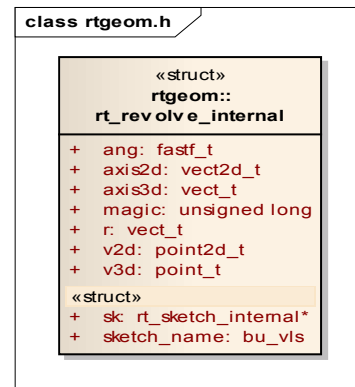 class rtgeom.h
«struct»
rtgeom::
rt_revolve_internal
+ ang: fastf_t
+ axis2d: vect2d_t
+ axis3d: vect_t
+ magic: unsigned long
+ r: vect_t
+ v2d: point2d_t
+ v3d: point_t
«struct»
+ sk: rt_sketch_internal*
+ sketch_name: bu_vls